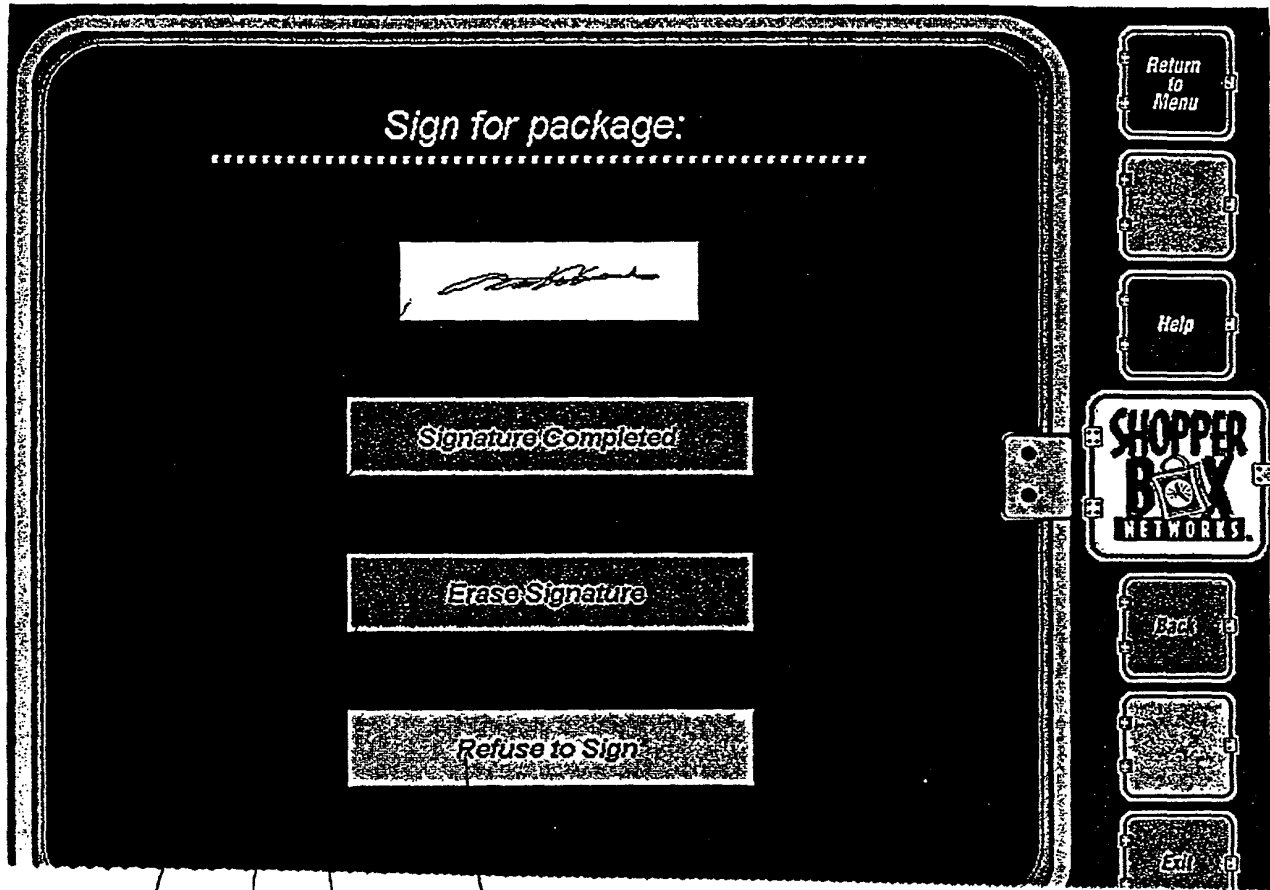 Sign for package:
Signature Completed
Erase Signature
Refuse to Sign
Return
to
Menu
Help
SHOPPER
BOX
NETWORKS
Back
Exit